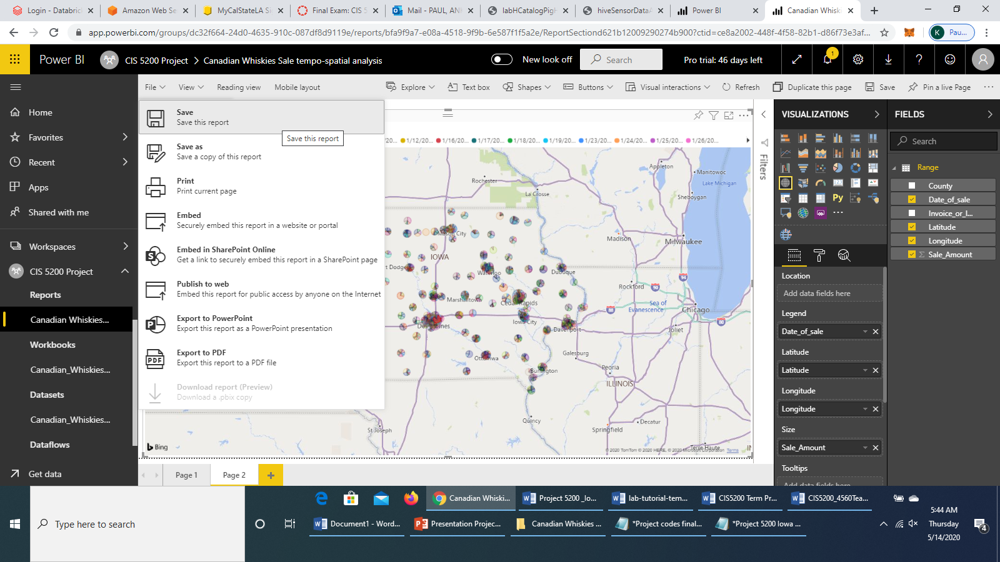 Login - Databric
Amazon Web Se
MyCalStateLA Si
Final Exam: CIS 5
Mail - PAUL, ANI
labHCatalogPigH
hiveSensorDataA
Power BI
Canadian Whiski
app.powerbi.com/groups/dc32f664-24d0-4635-910c-087df8d9119e/reports/bfa9f9a7-e08a-4518-9f9b-6e587f1f5a2e/ReportSectiond621b12009290274b900?ctid=ce8a2002-448f-4f58-82b1-d86f73e3af...
K
Pau...
Power BI
CIS 5200 Project > Canadian Whiskies Sale tempo-spatial analysis
New look off
Search
Pro trial: 46 days left
1
File
View
Reading view
Mobile layout
Explore
Text box
Shapes
Buttons
Visual interactions
Refresh
Duplicate this page
Save
Pin a live Page
Home
Favorites
Recent
Apps
Shared with me
Workspaces
CIS 5200 Project
Reports
Canadian Whiskies...
Workbooks
Canadian_Whiskies...
Datasets
Canadian_Whiskies...
Dataflows
Get data
Save
Save this report
Save this report
Save as
Save a copy of this report
Print
Print current page
Embed
Securely embed this report in a website or portal
Embed in SharePoint Online
Get a link to securely embed this report in a SharePoint page
Publish to web
Embed this report for public access by anyone on the Internet
Export to PowerPoint
Export this report as a PowerPoint presentation
PDF
Export to PDF
Export this report to a PDF file
Download report (Preview)
Download a .pbix copy
20...
1/12/20...
1/16/20...
1/17/20...
1/18/20...
1/19/20...
1/23/20...
1/24/20...
1/25/20...
1/26/20...
Appleton
Manitowoc
Lake Michigan
Sheboygan
Rochester
La Crosse
Mason City
Madison
Milwaukee
IOWA
t Dodge
Waterloo
Dubuque
Rockford
90
94
Marshalltown
Cedar Rapids
Sea of
Evanescence
88
Chicago
80
Des Moines
Iowa City
Davenport
Joliet
Ottumwa
Galesburg
Burlington
Peoria
ILLINOIS
Quincy
St Joseph
Springfield
Decatur
Terre Haute
IN
Bing
© 2020 TomTom © 2020 HERE, © 2020 Microsoft Corporation Terms
Filters
VISUALIZATIONS
Py
Location
Add data fields here
Legend
Date_of_sale
Latitude
Latitude
Longitude
Longitude
Size
Sale_Amount
Tooltips
Add data fields here
FIELDS
Search
Range
County
Date_of_sale
Invoice_or_I...
Latitude
Longitude
Σ Sale_Amount
Page 1
Page 2
Type here to search
Canadian Whiski...
Project 5200 _Io...
lab-tutorial-tem...
CIS5200 Term Pr...
CIS5200_4560Tea...
Document1 - Word...
Presentation Projec...
Canadian Whiskies ...
*Project codes final...
*Project 5200 Iowa ...
5:44 AM
Thursday
5/14/2020
4